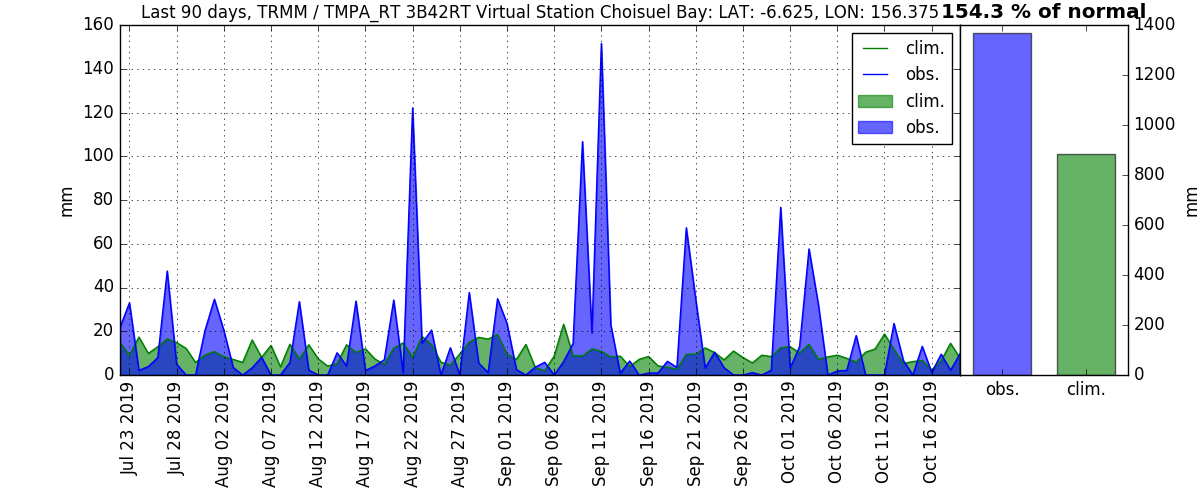 Last 90 days, TRMM / TMPA_RT 3B42RT Virtual Station Choisuel Bay: LAT: -6.625, LON: 156.375
154.3 % of normal
160
140
120
100
80
60
40
20
0
mm
clim.
obs.
clim.
obs.
1400
1200
1000
800
600
400
200
0
mm
Jul 23 2019
Jul 28 2019
Aug 02 2019
Aug 07 2019
Aug 12 2019
Aug 17 2019
Aug 22 2019
Aug 27 2019
Sep 01 2019
Sep 06 2019
Sep 11 2019
Sep 16 2019
Sep 21 2019
Sep 26 2019
Oct 01 2019
Oct 06 2019
Oct 11 2019
Oct 16 2019
obs.
clim.